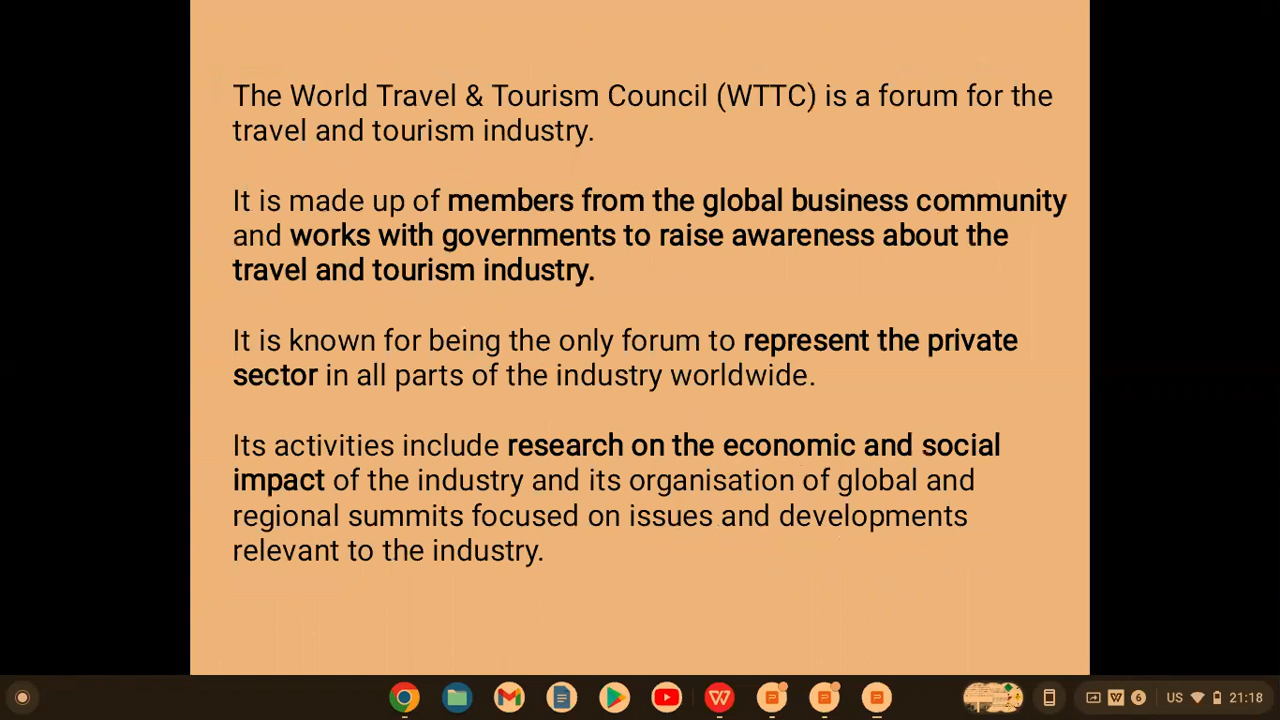 The World Travel & Tourism Council (WTTC) is a forum for the
travel and tourism industry.
It is made up of members from the global business community
and works with governments to raise awareness about the
travel and tourism industry.
It is known for being the only forum to represent the private
sector in all parts of the industry worldwide.
Its activities include research on the economic and social
impact of the industry and its organisation of global and
regional summits focused on issues and developments
relevant to the industry.
6 US 21:18